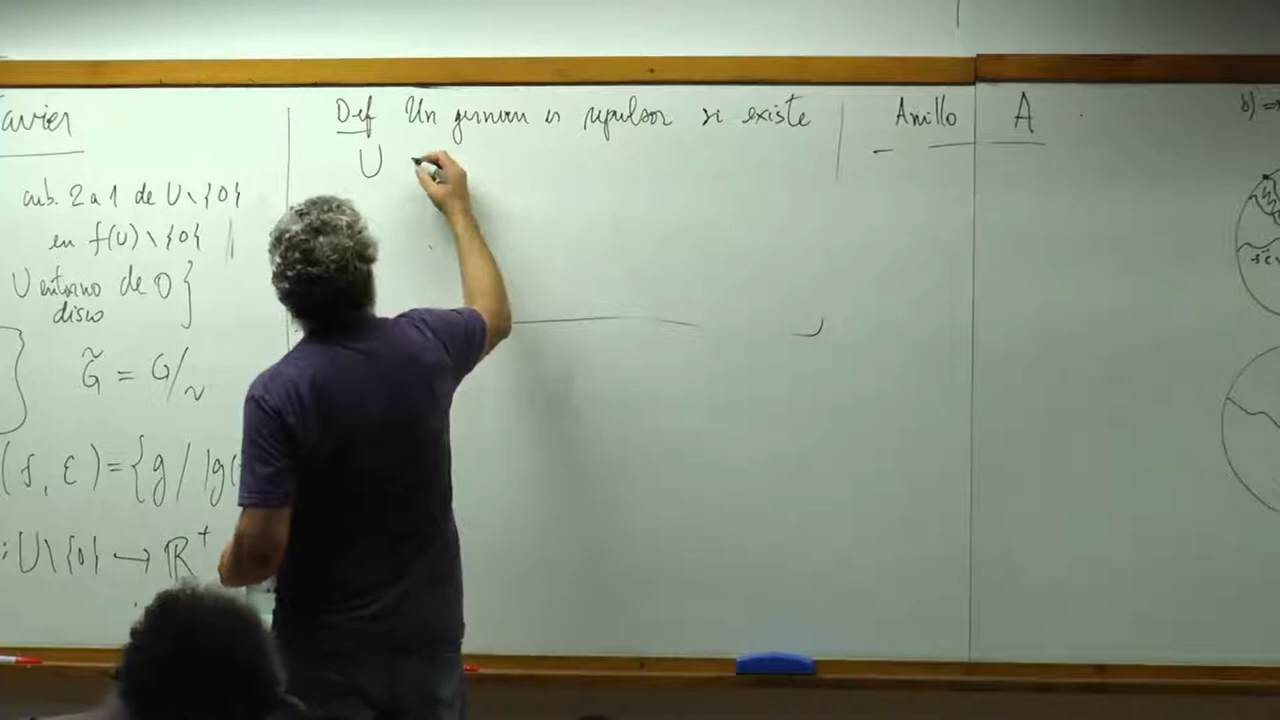 avier
cub. 2 a 1 de U \ {0}
en f(U) \ {0}
U entorno de 0 }
disco
G̃ = G/~
(f, ε) = {g / |g(
: U \ {0} → ℝ⁺
Def Un germen es repulsor si existe
U
Anillo A
b) ⇒